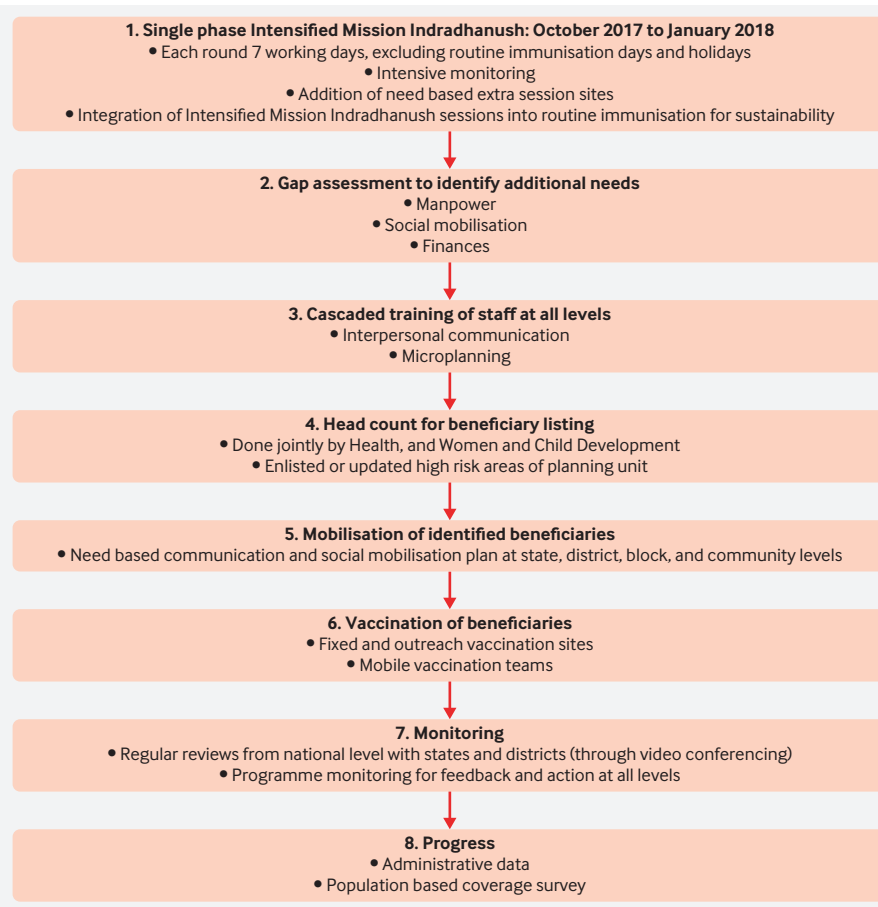 1. Single phase Intensified Mission Indradhanush: October 2017 to January 2018
• Each round 7 working days, excluding routine immunisation days and holidays
• Intensive monitoring
• Addition of need based extra session sites
• Integration of Intensified Mission Indradhanush sessions into routine immunisation for sustainability
2. Gap assessment to identify additional needs
• Manpower
• Social mobilisation
• Finances
3. Cascaded training of staff at all levels
• Interpersonal communication
• Microplanning
4. Head count for beneficiary listing
• Done jointly by Health, and Women and Child Development
• Enlisted or updated high risk areas of planning unit
5. Mobilisation of identified beneficiaries
• Need based communication and social mobilisation plan at state, district, block, and community levels
6. Vaccination of beneficiaries
• Fixed and outreach vaccination sites
• Mobile vaccination teams
7. Monitoring
• Regular reviews from national level with states and districts (through video conferencing)
• Programme monitoring for feedback and action at all levels
8. Progress
• Administrative data
• Population based coverage survey